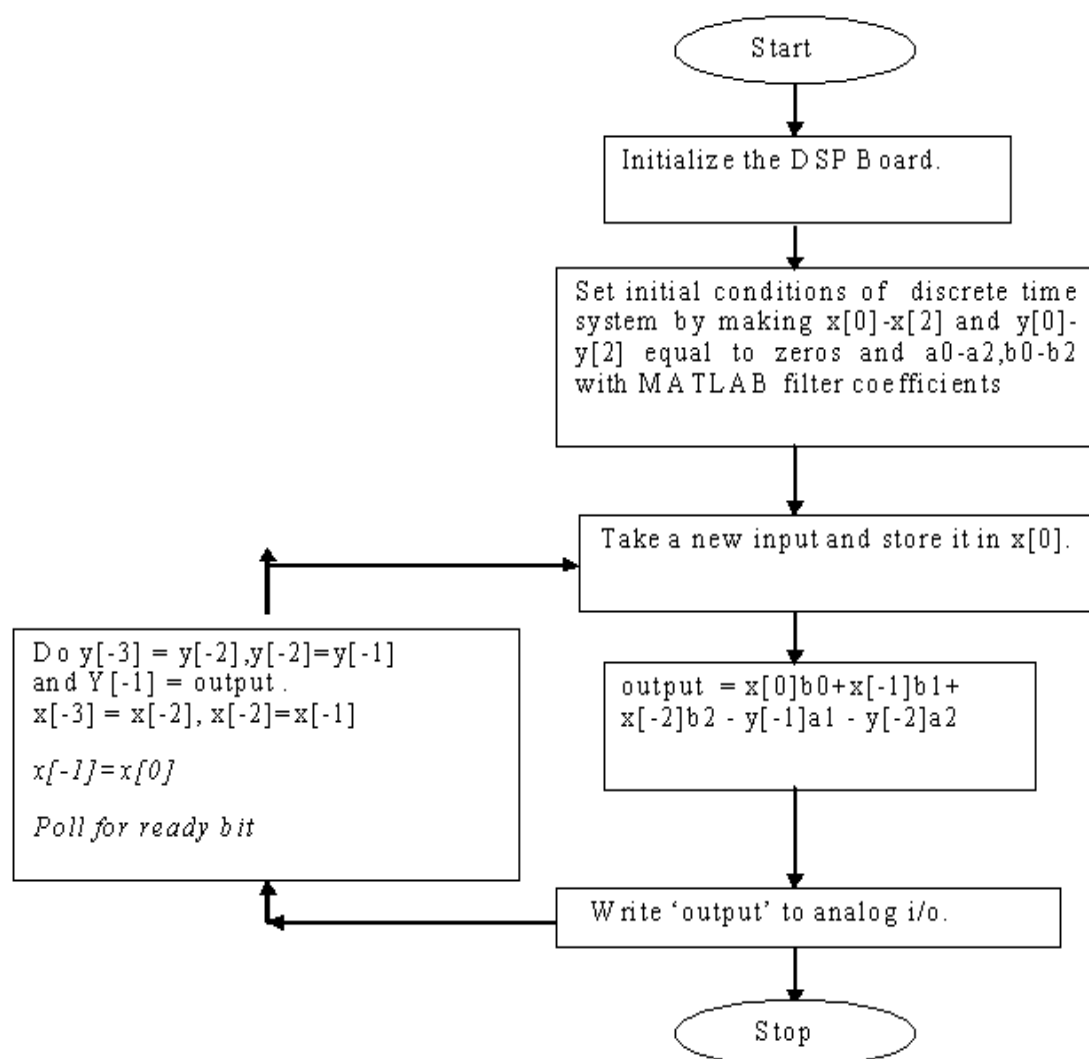 Start
Initialize the DSP Board.
Set initial conditions of discrete time
system by making x[0]-x[2] and y[0]-
y[2] equal to zeros and a0-a2,b0-b2
with MATLAB filter coefficients
Take a new input and store it in x[0].
Do y[-3] = y[-2],y[-2]=y[-1]
and Y[-1] = output.
x[-3] = x[-2], x[-2]=x[-1]
x[-1]=x[0]
Poll for ready bit
output = x[0]b0+x[-1]b1+
x[-2]b2 - y[-1]a1 - y[-2]a2
Write ‘output’ to analog i/o.
Stop